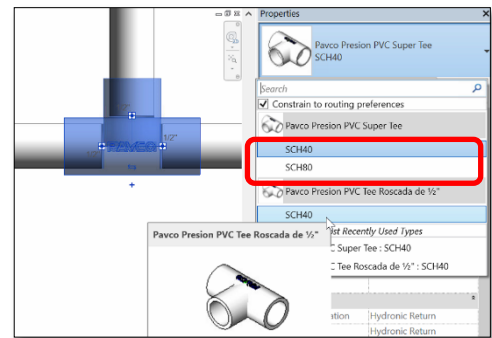 Properties
Pavco Presion PVC Super Tee
SCH40
Search
Constrain to routing preferences
Pavco Presion PVC Super Tee
SCH40
SCH80
Pavco Presion PVC Tee Roscada de ½"
SCH40
Pavco Presion PVC Tee Roscada de ½"
st Recently Used Types
Super Tee : SCH40
Tee Roscada de ½" : SCH40
ation Hydronic Return
Hydronic Return
1/2"
PAVCO